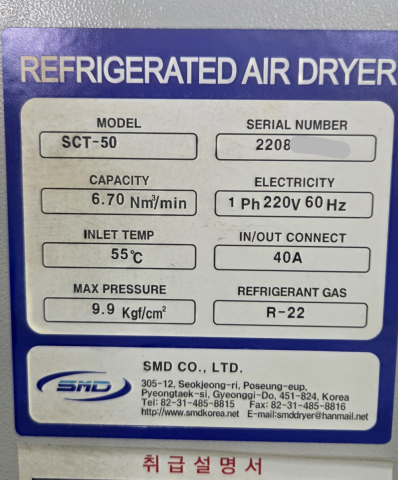 REFRIGERATED AIR DRYER
MODEL
SCT-50
SERIAL NUMBER
2208
CAPACITY
6.70 Nm³/min
ELECTRICITY
1 Ph 220V 60 Hz
INLET TEMP
55℃
IN/OUT CONNECT
40A
MAX PRESSURE
9.9 Kgf/cm²
REFRIGERANT GAS
R-22
SMD
SMD CO., LTD.
305-12, Seokjong-ri, Poseung-eup,
Pyeongtaek-si, Gyeonggi-Do, 451-824, Korea
Tel: 82-31-485-8815 Fax: 82-31-485-8816
http://www.smdkorea.net E-mail:smddryer@hanmail.net
취급설명서